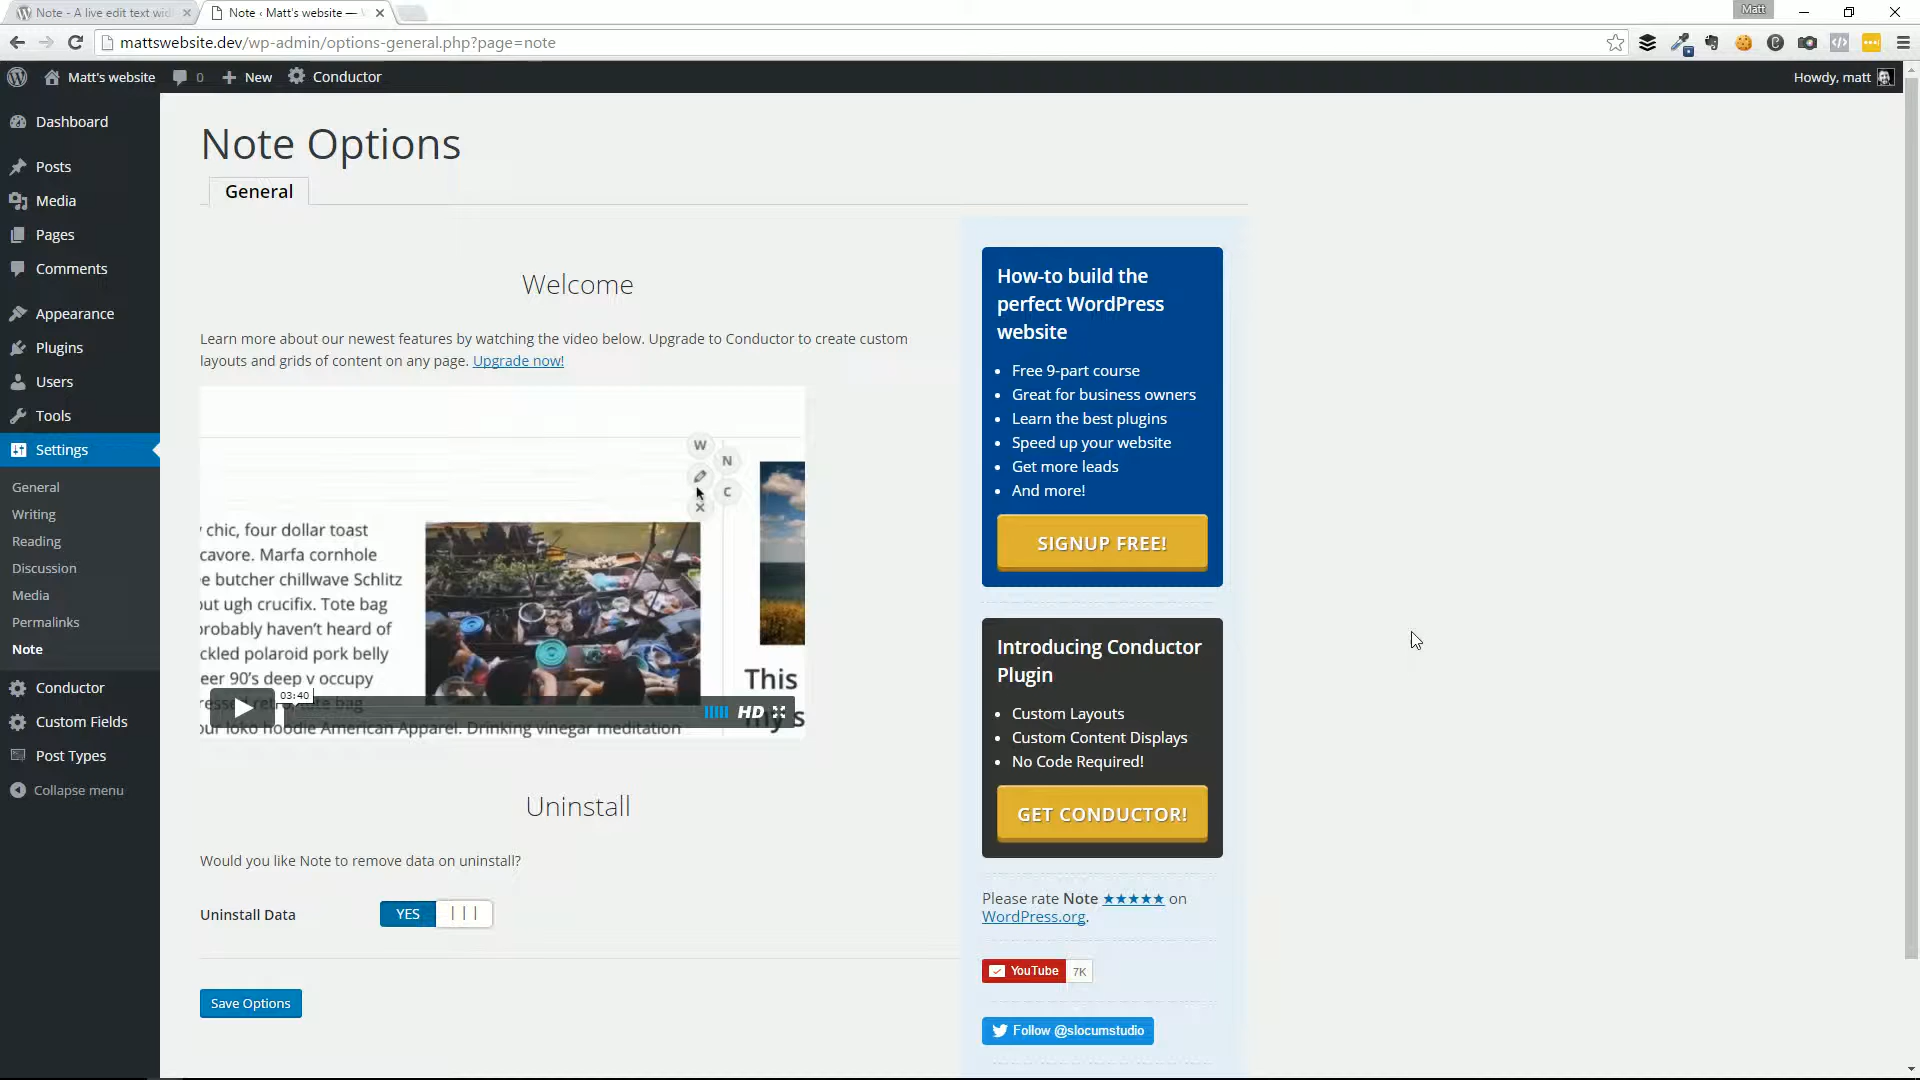 Note - A live edit text wid
Note ‹ Matt's website —
Matt
mattswebsite.dev/wp-admin/options-general.php?page=note
Matt's website
0
New
Conductor
Howdy, matt
Dashboard
Posts
Media
Pages
Comments
Appearance
Plugins
Users
Tools
Settings
General
Writing
Reading
Discussion
Media
Permalinks
Note
Conductor
Custom Fields
Post Types
Collapse menu
Note Options
General
Welcome
Learn more about our newest features by watching the video below. Upgrade to Conductor to create custom
layouts and grids of content on any page. Upgrade now!
W
N
C
chic, four dollar toast
cavore. Marfa cornhole
e butcher chillwave Schlitz
out ugh crucifix. Tote bag
probably haven't heard of
ckled polaroid pork belly
eer 90's deep v occupy
tote bag
our loko hoodie American Apparel. Drinking vinegar meditation
This
my s
03:40
HD
Uninstall
Would you like Note to remove data on uninstall?
Uninstall Data
YES
Save Options
How-to build the
perfect WordPress
website
• Free 9-part course
• Great for business owners
• Learn the best plugins
• Speed up your website
• Get more leads
• And more!
SIGNUP FREE!
Introducing Conductor
Plugin
• Custom Layouts
• Custom Content Displays
• No Code Required!
GET CONDUCTOR!
Please rate Note ★★★★★ on
WordPress.org.
YouTube 7K
Follow @slocumstudio